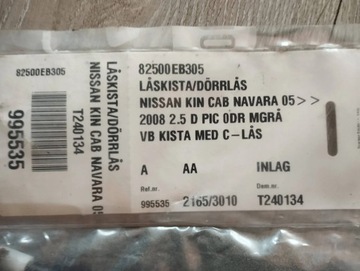 82500EB305
LÅSKISTA/DÖRRLÅS
NISSAN KIN CAB NAVARA 05
T240134
995535
82500EB305
LÅSKISTA/DÖRRLÅS
NISSAN KIN CAB NAVARA 05>>
2008 2.5 D PIC 0DR MGRÅ
VB KISTA MED C-LÅS
A AA INLAG
Ref.nr. Dem.nr.
995535 2165/3010 T240134